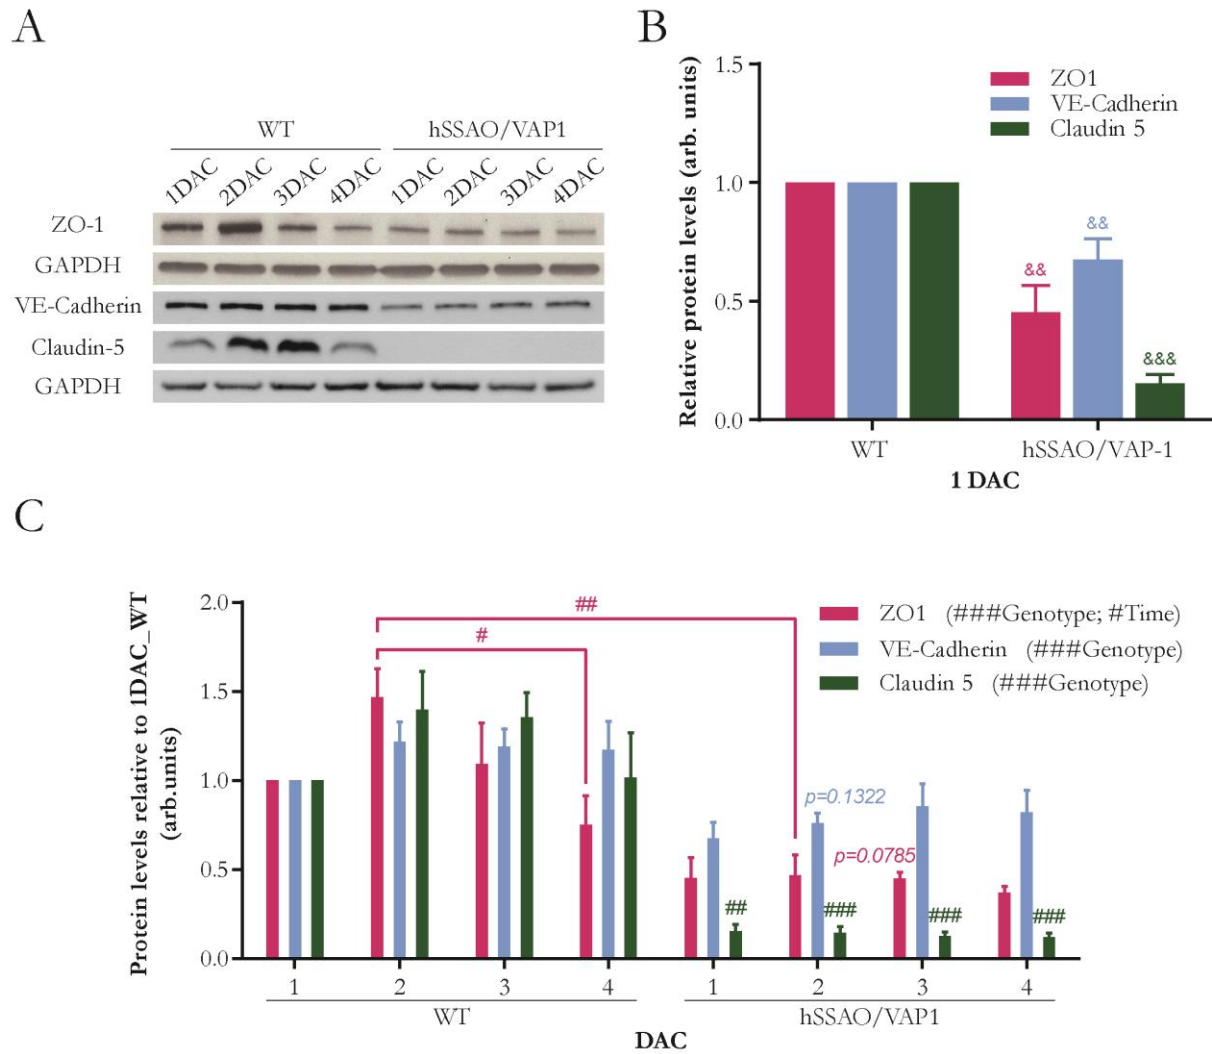 A
WT hSSAO/VAP1
1DAC 2DAC 3DAC 4DAC 1DAC 2DAC 3DAC 4DAC
ZO-1
GAPDH
VE-Cadherin
Claudin-5
GAPDH
B
Relative protein levels (arb. units)
1.5
1.0
0.5
0.0
ZO1
VE-Cadherin
Claudin 5
&&
&&
&&&
WT hSSAO/VAP-1
1 DAC
C
Protein levels relative to 1DAC_WT
(arb.units)
2.0
1.5
1.0
0.5
0.0
##
#
ZO1 (###Genotype; #Time)
VE-Cadherin (###Genotype)
Claudin 5 (###Genotype)
p=0.1322
p=0.0785
## ### ### ###
1 2 3 4 1 2 3 4
WT hSSAO/VAP1
DAC